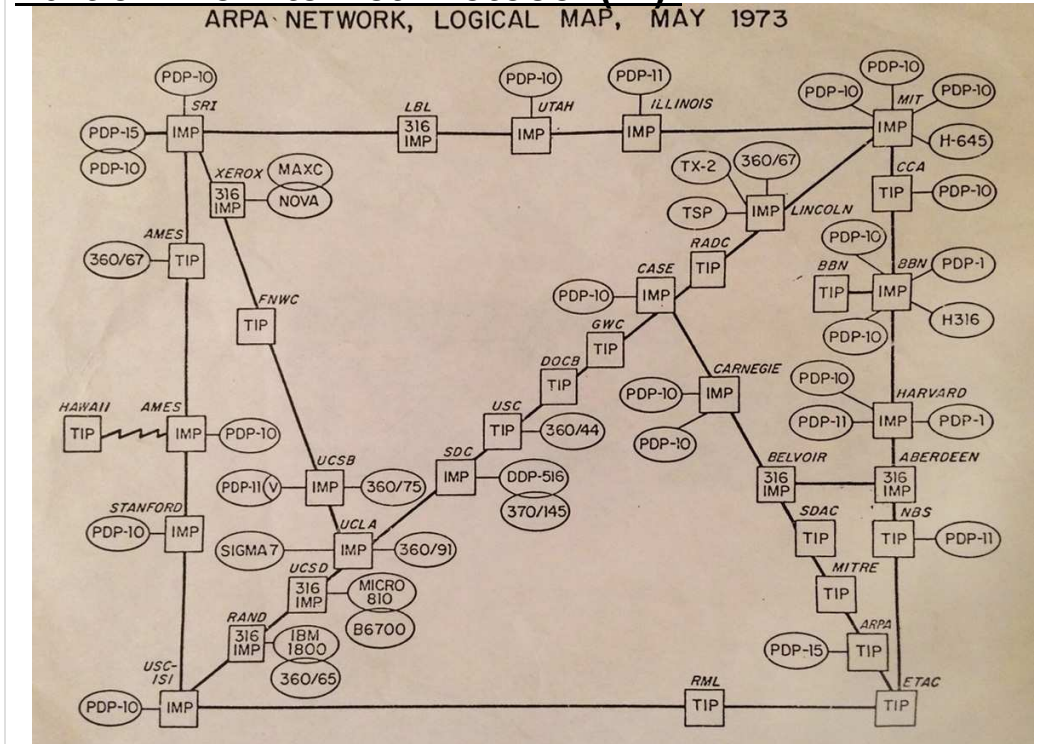 ARPA NETWORK, LOGICAL MAP, MAY 1973
PDP-10
SRI
IMP
PDP-15
PDP-10
LBL
316
IMP
PDP-10
UTAH
IMP
PDP-11
ILLINOIS
IMP
PDP-10
PDP-10
PDP-10
MIT
IMP
H-645
XEROX
316
IMP
MAXC
NOVA
TX-2
360/67
TSP
IMP
LINCOLN
CCA
TIP
PDP-10
AMES
360/67
TIP
RADC
TIP
PDP-10
BBN
TIP
BBN
IMP
PDP-1
PDP-10
H316
FNWC
TIP
CASE
PDP-10
IMP
GWC
TIP
DOCB
TIP
CARNEGIE
PDP-10
IMP
PDP-10
PDP-10
HARVARD
PDP-11
IMP
PDP-1
HAWAII
TIP
AMES
IMP
PDP-10
USC
TIP
360/44
SDC
IMP
DDP-516
370/145
UCSB
PDP-11
V
IMP
360/75
BELVOIR
316
IMP
ABERDEEN
316
IMP
STANFORD
PDP-10
IMP
UCLA
SIGMA 7
IMP
360/91
SDAC
TIP
NBS
TIP
PDP-11
UCSD
316
IMP
MICRO
810
B6700
MITRE
TIP
RAND
316
IMP
IBM
1800
360/65
ARPA
PDP-15
TIP
USC-
ISI
PDP-10
IMP
RML
TIP
ETAC
TIP